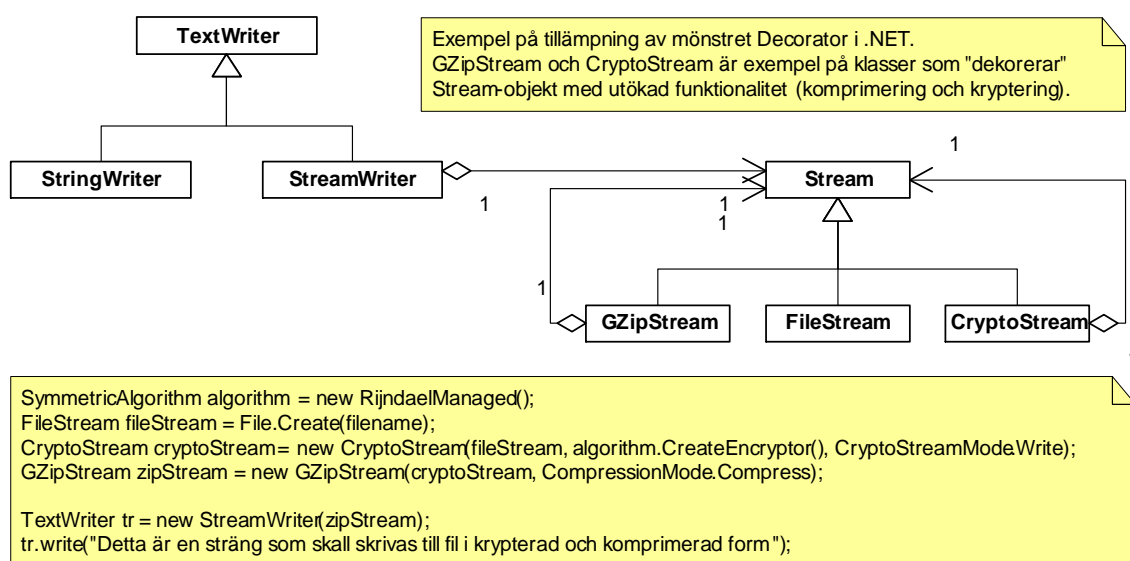 TextWriter
Exempel på tillämpning av mönstret Decorator i .NET.
GZipStream och CryptoStream är exempel på klasser som "dekorerar"
Stream-objekt med utökad funktionalitet (komprimering och kryptering).
1
StringWriter
StreamWriter
Stream
1
1
1
1
GZipStream
FileStream
CryptoStream
SymmetricAlgorithm algorithm = new RijndaelManaged();
FileStream fileStream = File.Create(filename);
CryptoStream cryptoStream= new CryptoStream(fileStream, algorithm.CreateEncryptor(), CryptoStreamMode.Write);
GZipStream zipStream = new GZipStream(cryptoStream, CompressionMode.Compress);
TextWriter tr = new StreamWriter(zipStream);
tr.write("Detta är en sträng som skall skrivas till fil i krypterad och komprimerad form");